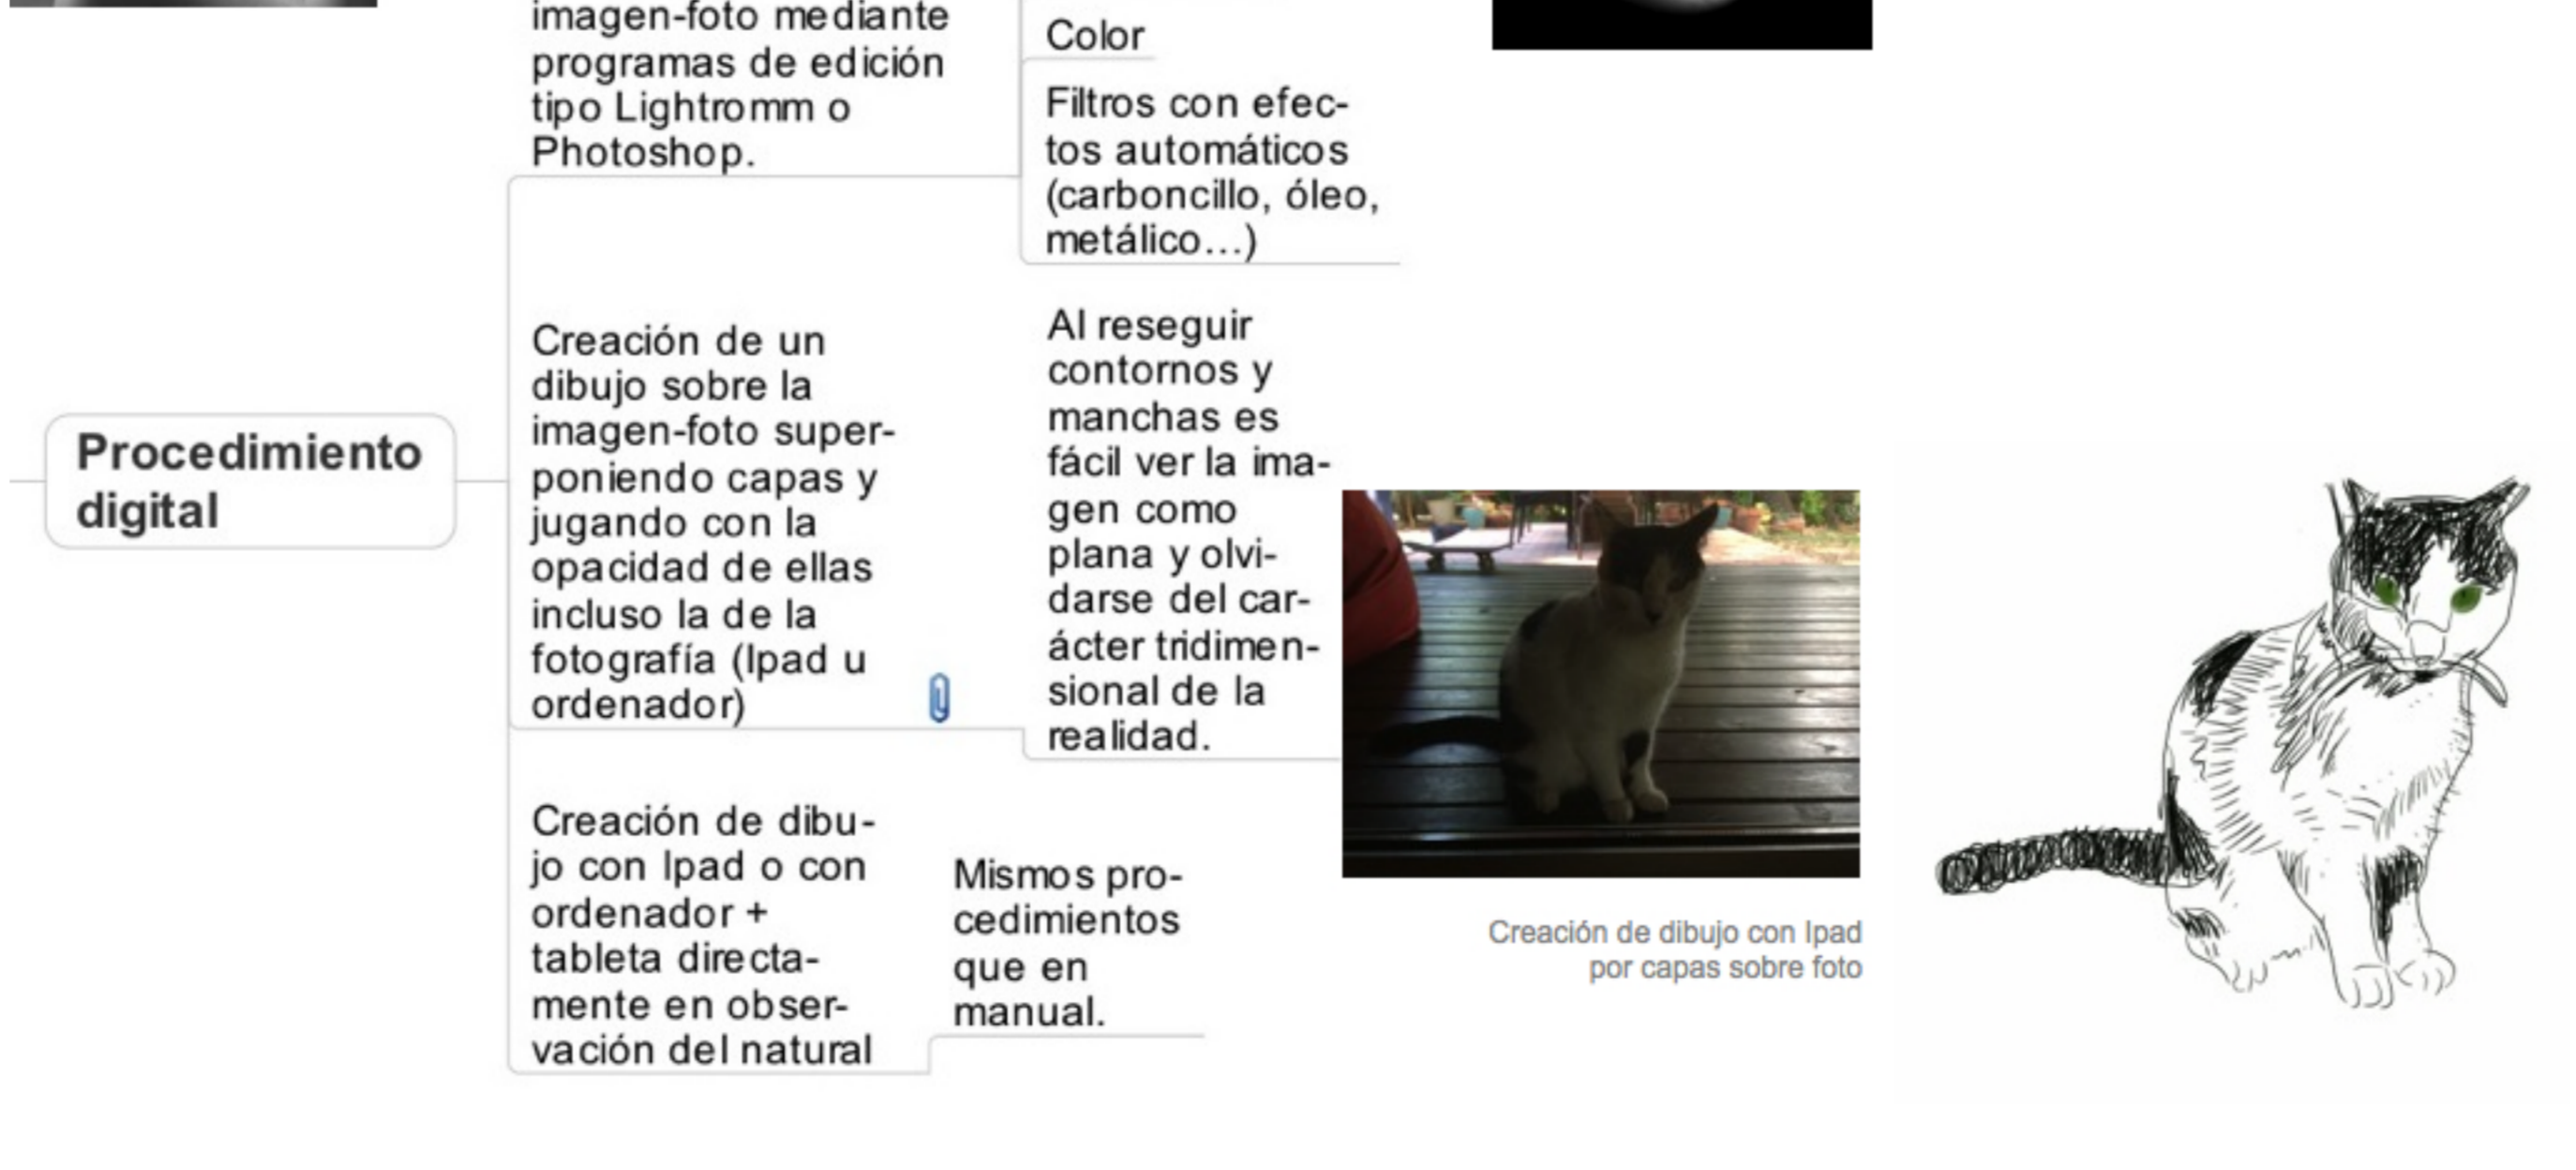 imagen-foto mediante
programas de edición
tipo Lightromm o
Photoshop.
Color
Filtros con efec-
tos automáticos
(carboncillo, óleo,
metálico...)
Procedimiento
digital
Creación de un
dibujo sobre la
imagen-foto super-
poniendo capas y
jugando con la
opacidad de ellas
incluso la de la
fotografía (Ipad u
ordenador)
Al reseguir
contornos y
manchas es
fácil ver la ima-
gen como
plana y olvi-
darse del car-
ácter tridimen-
sional de la
realidad.
Creación de dibu-
jo con Ipad o con
ordenador +
tableta directa-
mente en obser-
vación del natural
Mismos pro-
cedimientos
que en
manual.
Creación de dibujo con Ipad
por capas sobre foto